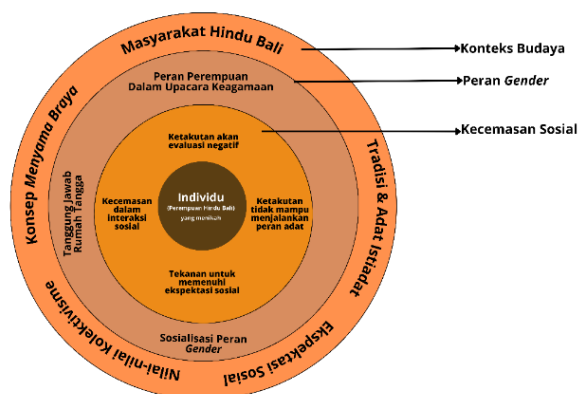 Masyarakat Hindu Bali
Konteks Budaya
Peran Perempuan
Dalam Upacara Keagamaan
Peran Gender
Kecemasan Sosial
Ketakutan akan
evaluasi negatif
Konsep Menyama Braya
Tradisi & Adat Istiadat
Tanggung Jawab
Rumah Tangga
Kecemasan
dalam
interaksi
sosial
Individu
(Perempuan Hindu Bali)
yang menikah
Ketakutan
tidak mampu
menjalankan
peran adat
Tekanan untuk
memenuhi
ekspektasi sosial
Sosialisasi Peran
Gender
Nilai-nilai Kolektivisme
Ekspektasi Sosial